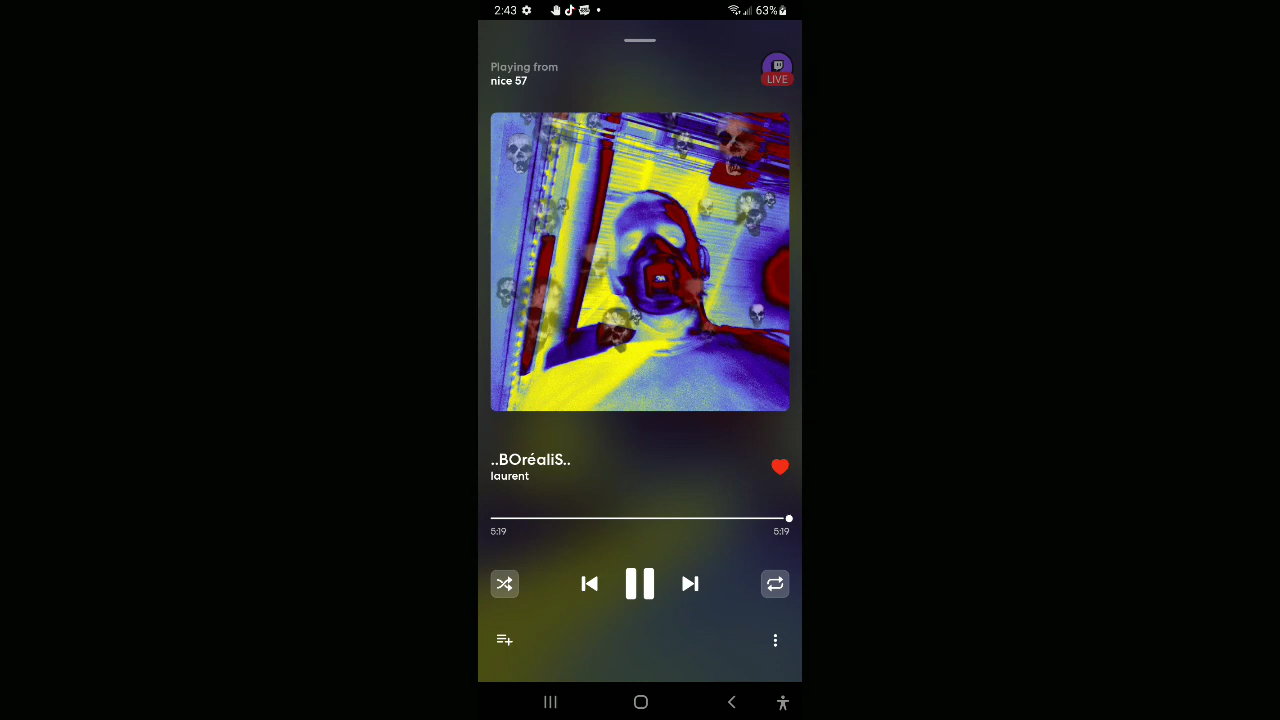 2:43
63%
Playing from
nice 57
LIVE
..BOréaliS..
laurent
5:19
5:19